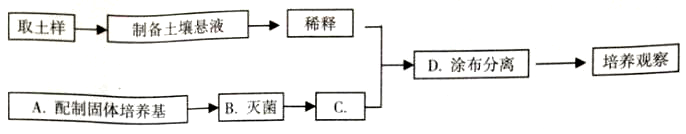 取土样
制备土壤悬液
稀释
D. 涂布分离
培养观察
A. 配制固体培养基
B. 灭菌
C.